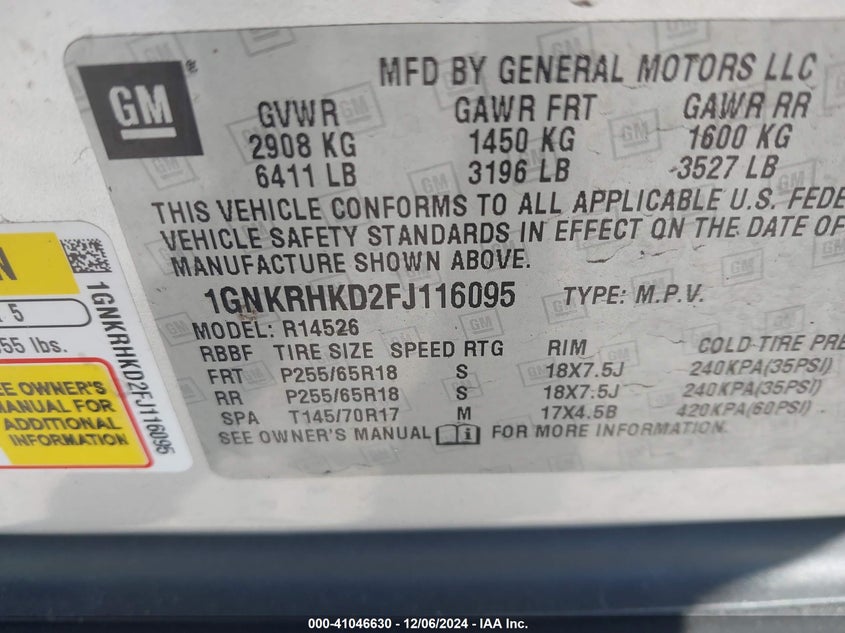 GM
MFD BY GENERAL MOTORS LLC
GVWR GAWR FRT GAWR RR
2908 KG 1450 KG 1600 KG
6411 LB 3196 LB 3527 LB
THIS VEHICLE CONFORMS TO ALL APPLICABLE U.S. FEDE
VEHICLE SAFETY STANDARDS IN EFFECT ON THE DATE OF
MANUFACTURE SHOWN ABOVE.
1GNKRHKD2FJ116095 TYPE: M.P.V.
MODEL: R14526
RBBF TIRE SIZE SPEED RTG RIM COLD TIRE PRE
FRT P255/65R18 S 18X7.5J 240KPA(35PSI)
RR P255/65R18 S 18X7.5J 240KPA(35PSI)
SPA T145/70R17 M 17X4.5B 420KPA(60PSI)
SEE OWNER'S MANUAL FOR MORE INFORMATION.
N
5
55 lbs.
EE OWNER'S
MANUAL FOR
ADDITIONAL
INFORMATION
1GNKRHKD2FJ116095
000-41046630 - 12/06/2024 - IAA Inc.